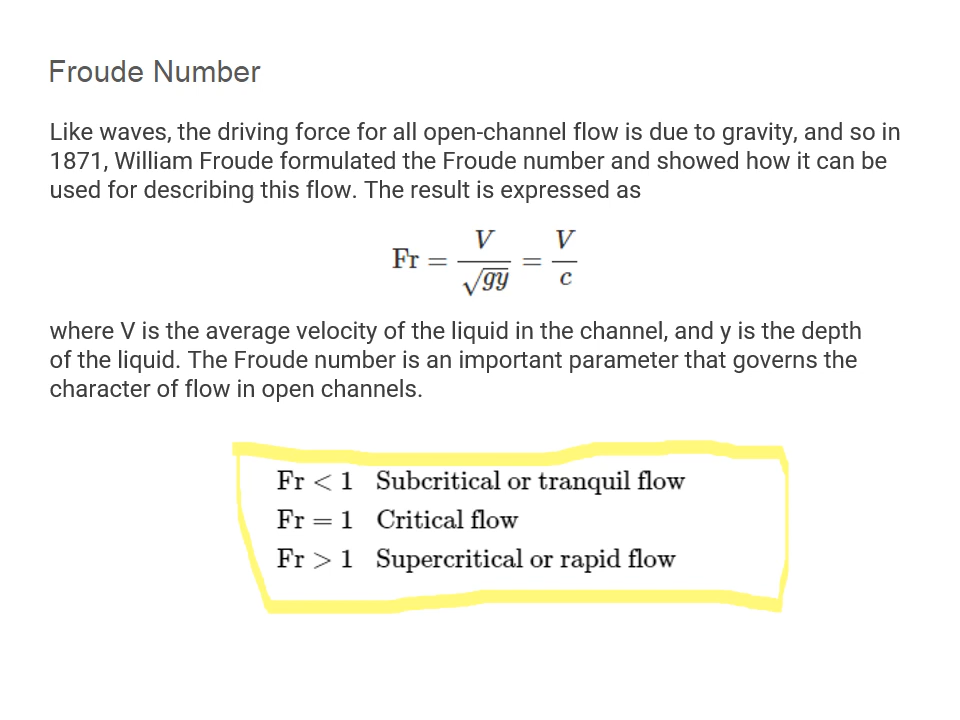 Froude Number
Like waves, the driving force for all open-channel flow is due to gravity, and so in
1871, William Froude formulated the Froude number and showed how it can be
used for describing this flow. The result is expressed as
Fr = V/√gy = V/c
where V is the average velocity of the liquid in the channel, and y is the depth
of the liquid. The Froude number is an important parameter that governs the
character of flow in open channels.
Fr < 1 Subcritical or tranquil flow
Fr = 1 Critical flow
Fr > 1 Supercritical or rapid flow